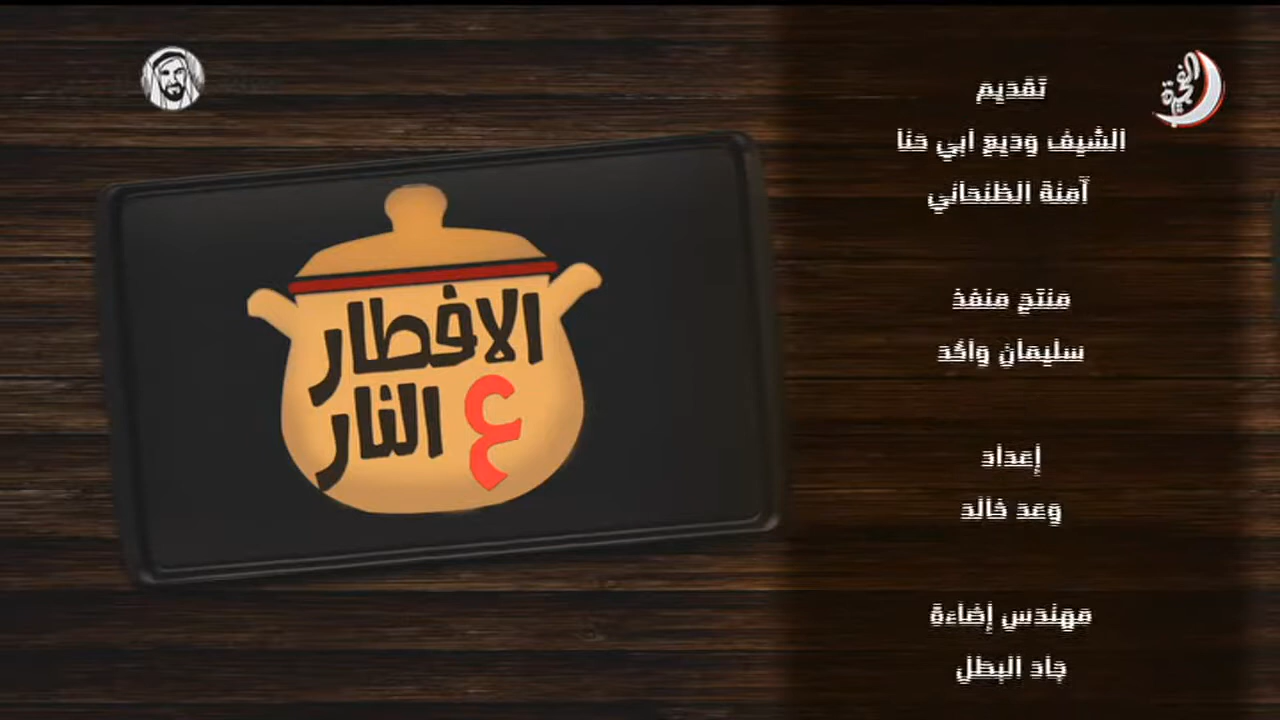 الافطار
ع النار
تقديم
الشيف وديع ابي حنا
آمنة الظنحاني
منتج منفذ
سليمان واكد
إعداد
وعد خالد
مهندس إضاءة
جاد البطل
الفجيرة